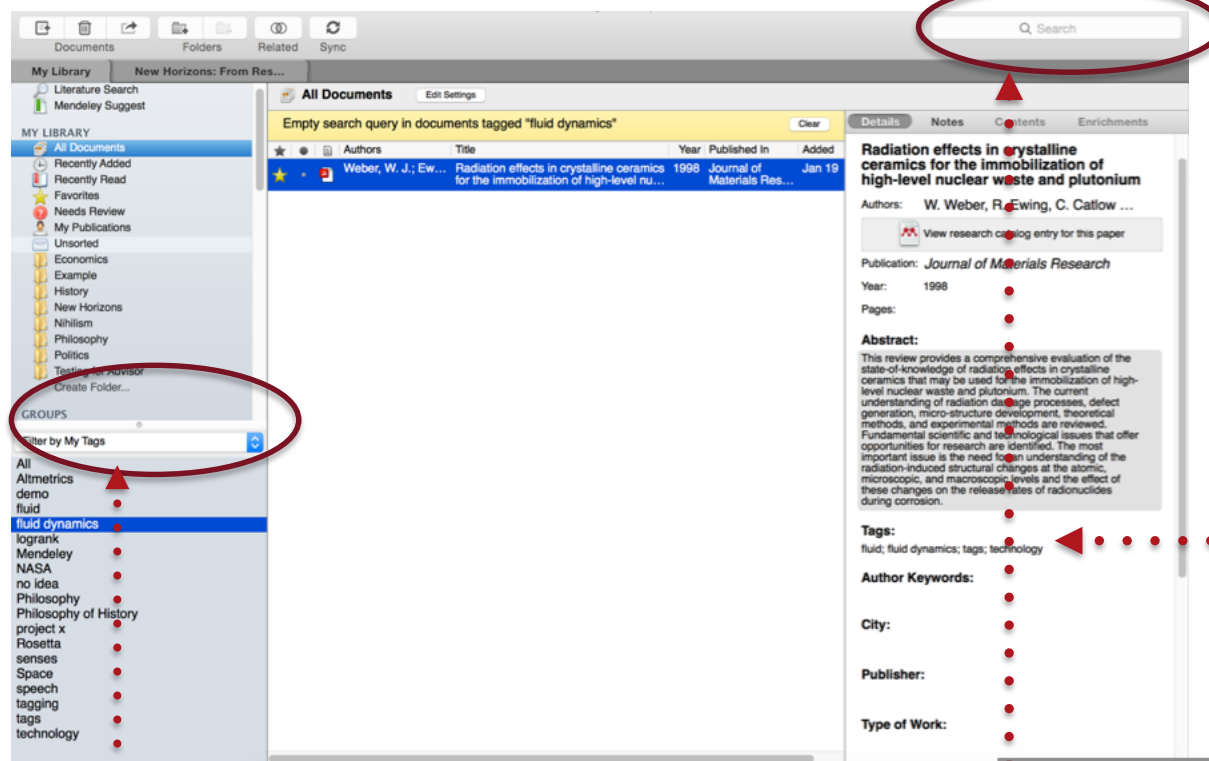 Search
Documents Folders Related Sync
My Library New Horizons: From Res...
Literature Search
Mendeley Suggest
MY LIBRARY
All Documents
Recently Added
Recently Read
Favorites
Needs Review
My Publications
Unsorted
Economics
Example
History
New Horizons
Nihilism
Philosophy
Politics
Testing for Advisor
Create Folder...
GROUPS
Filter by My Tags
All
Altmetrics
demo
fluid
fluid dynamics
logrank
Mendeley
NASA
no idea
Philosophy
Philosophy of History
project x
Rosetta
senses
Space
speech
tagging
tags
technology
All Documents Edit Settings
Empty search query in documents tagged "fluid dynamics" Clear
Authors Title Year Published In Added
Weber, W. J.; Ew... Radiation effects in crystalline ceramics 1998 Journal of Jan 19
for the immobilization of high-level nu... Materials Res...
Details Notes Contents Enrichments
Radiation effects in crystalline
ceramics for the immobilization of
high-level nuclear waste and plutonium
Authors: W. Weber, R. Ewing, C. Catlow ...
View research catalog entry for this paper
Publication: Journal of Materials Research
Year: 1998
Pages:
Abstract:
This review provides a comprehensive evaluation of the
state-of-knowledge of radiation effects in crystalline
ceramics that may be used for the immobilization of high-
level nuclear waste and plutonium. The current
understanding of radiation damage processes, defect
generation, micro-structure development, theoretical
methods, and experimental methods are reviewed.
Fundamental scientific and technological issues that offer
opportunities for research are identified. The most
important issue is the need for an understanding of the
radiation-induced structural changes at the atomic,
microscopic, and macroscopic levels and the effect of
these changes on the release rates of radionuclides
during corrosion.
Tags:
fluid; fluid dynamics; tags; technology
Author Keywords:
City:
Publisher:
Type of Work: